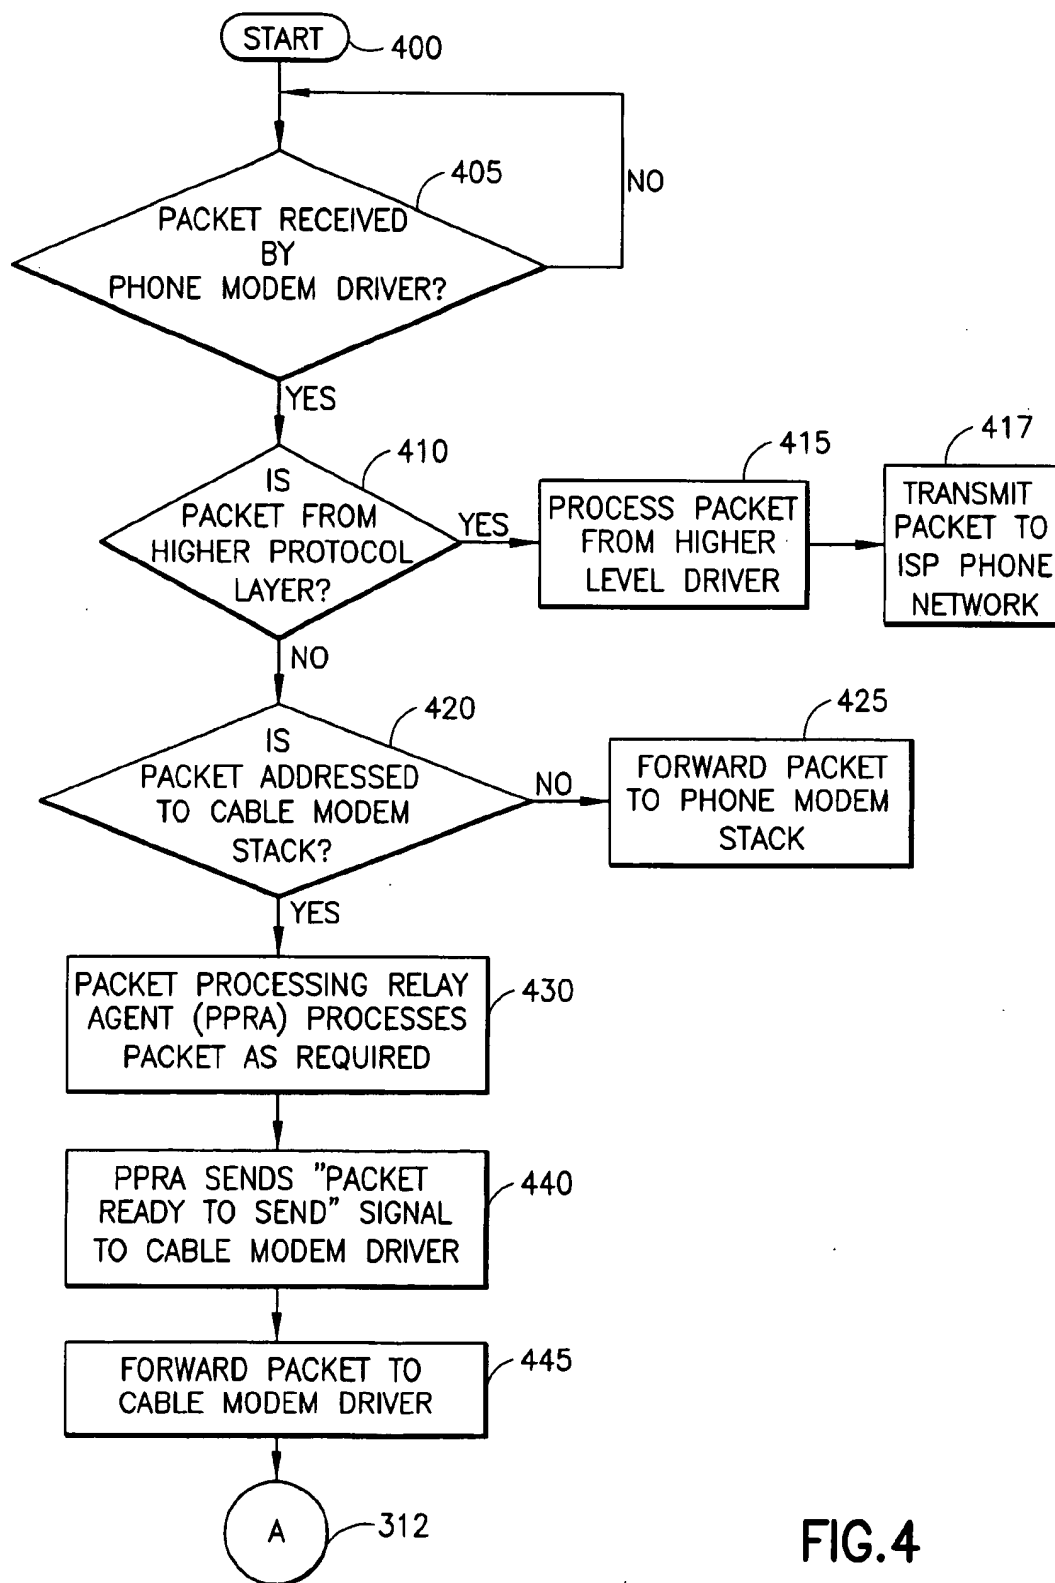 START
400
405
NO
PACKET RECEIVED
BY
PHONE MODEM DRIVER?
YES
410
IS
PACKET FROM
HIGHER PROTOCOL
LAYER?
YES
415
PROCESS PACKET
FROM HIGHER
LEVEL DRIVER
417
TRANSMIT
PACKET TO
ISP PHONE
NETWORK
NO
420
IS
PACKET ADDRESSED
TO CABLE MODEM
STACK?
NO
425
FORWARD PACKET
TO PHONE MODEM
STACK
YES
PACKET PROCESSING RELAY
AGENT (PPRA) PROCESSES
PACKET AS REQUIRED
430
PPRA SENDS "PACKET
READY TO SEND" SIGNAL
TO CABLE MODEM DRIVER
440
FORWARD PACKET TO
CABLE MODEM DRIVER
445
A
312
FIG.4